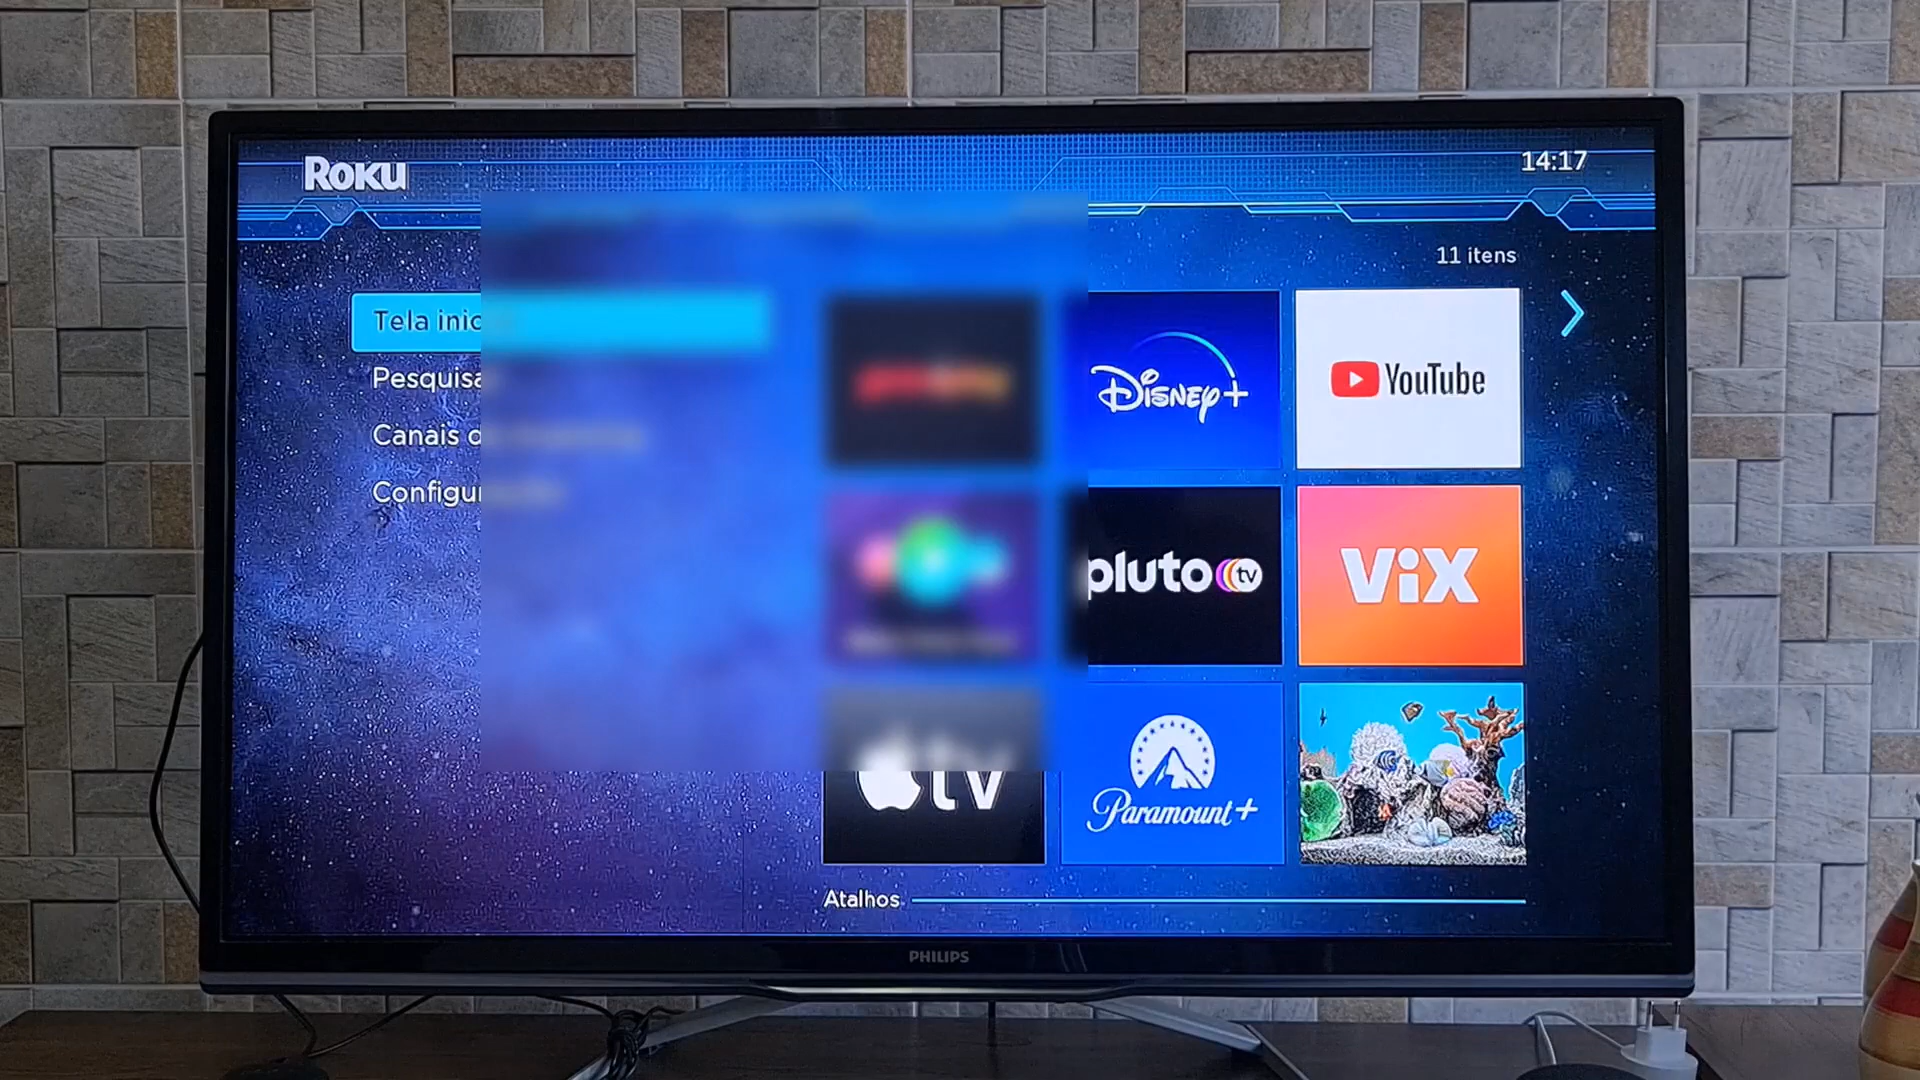 Roku
14:17
11 itens
Tela inic
Pesquisa
Canais d
Configu
Disney+
YouTube
pluto tv
ViX
tv
Paramount+
Atalhos
PHILIPS